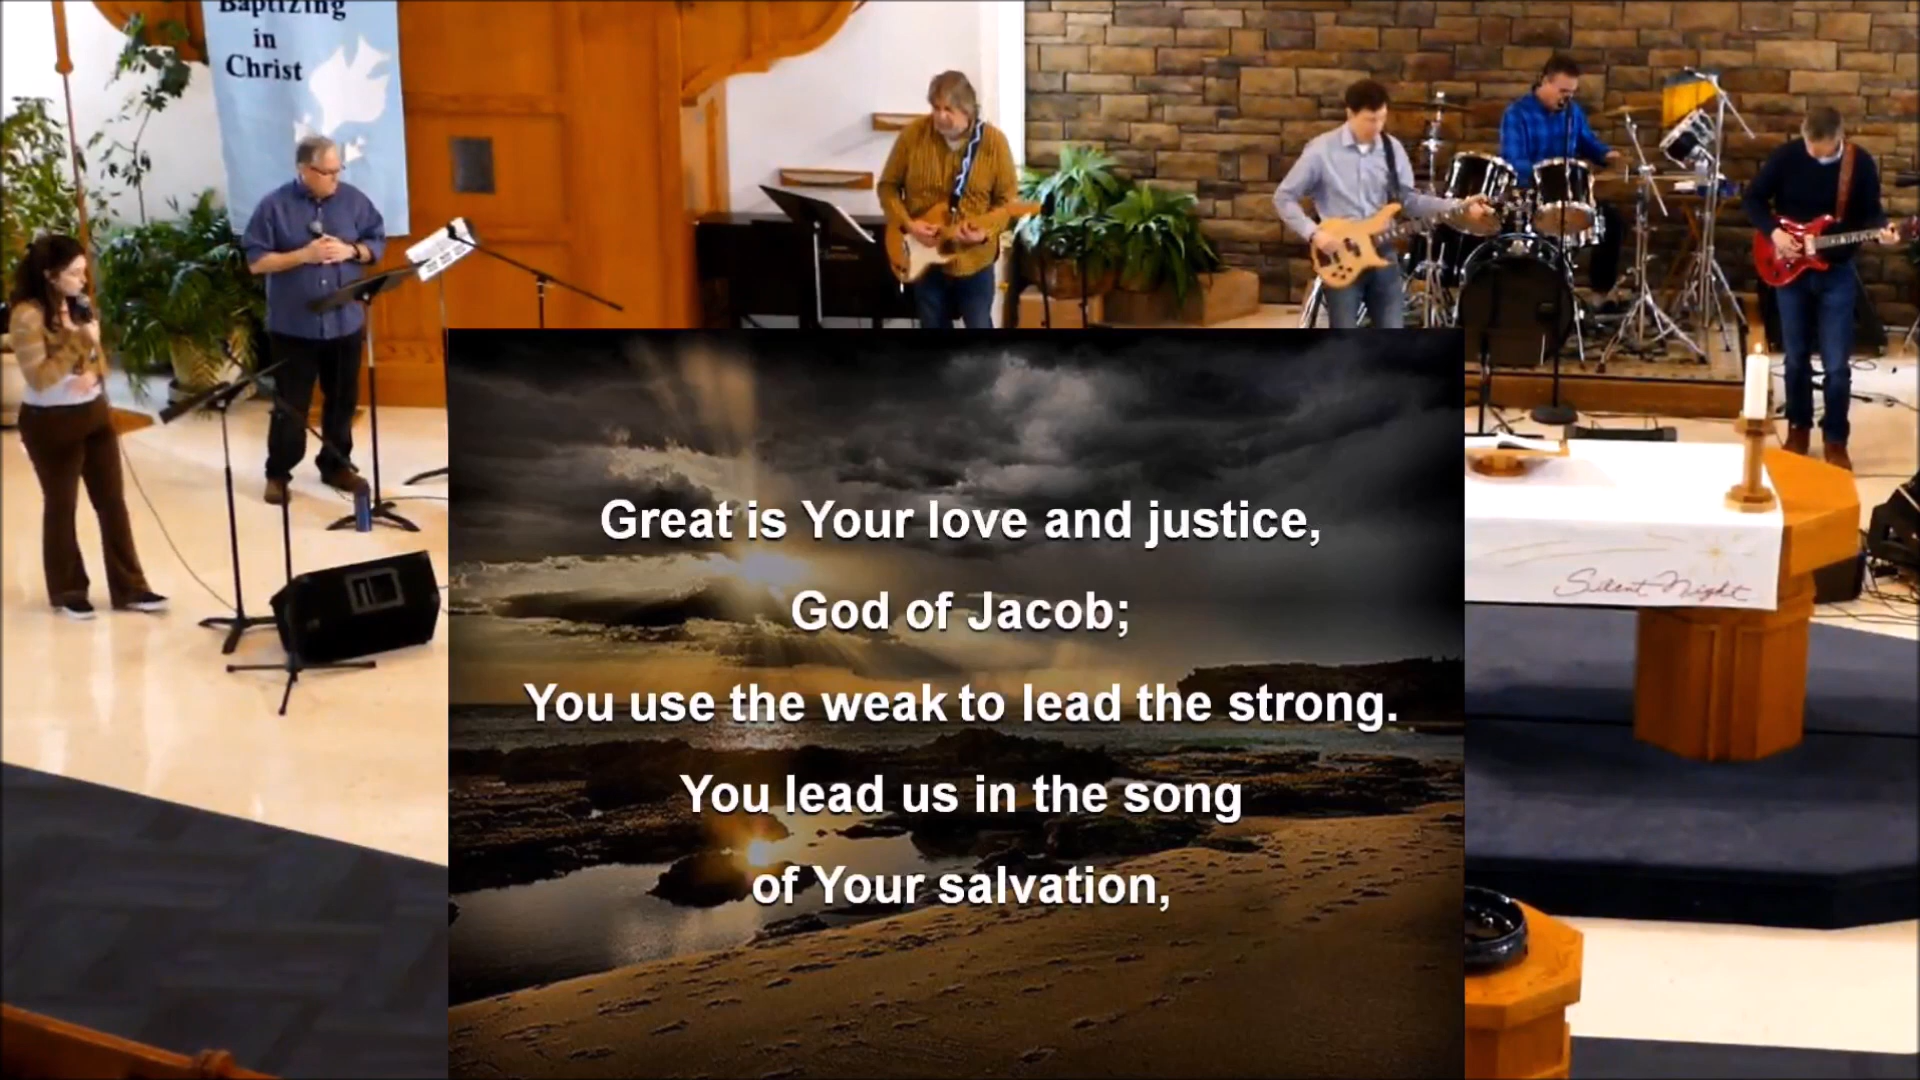 Baptizing
in
Christ
Great is Your love and justice,
God of Jacob;
You use the weak to lead the strong.
You lead us in the song
of Your salvation,
Silent Night